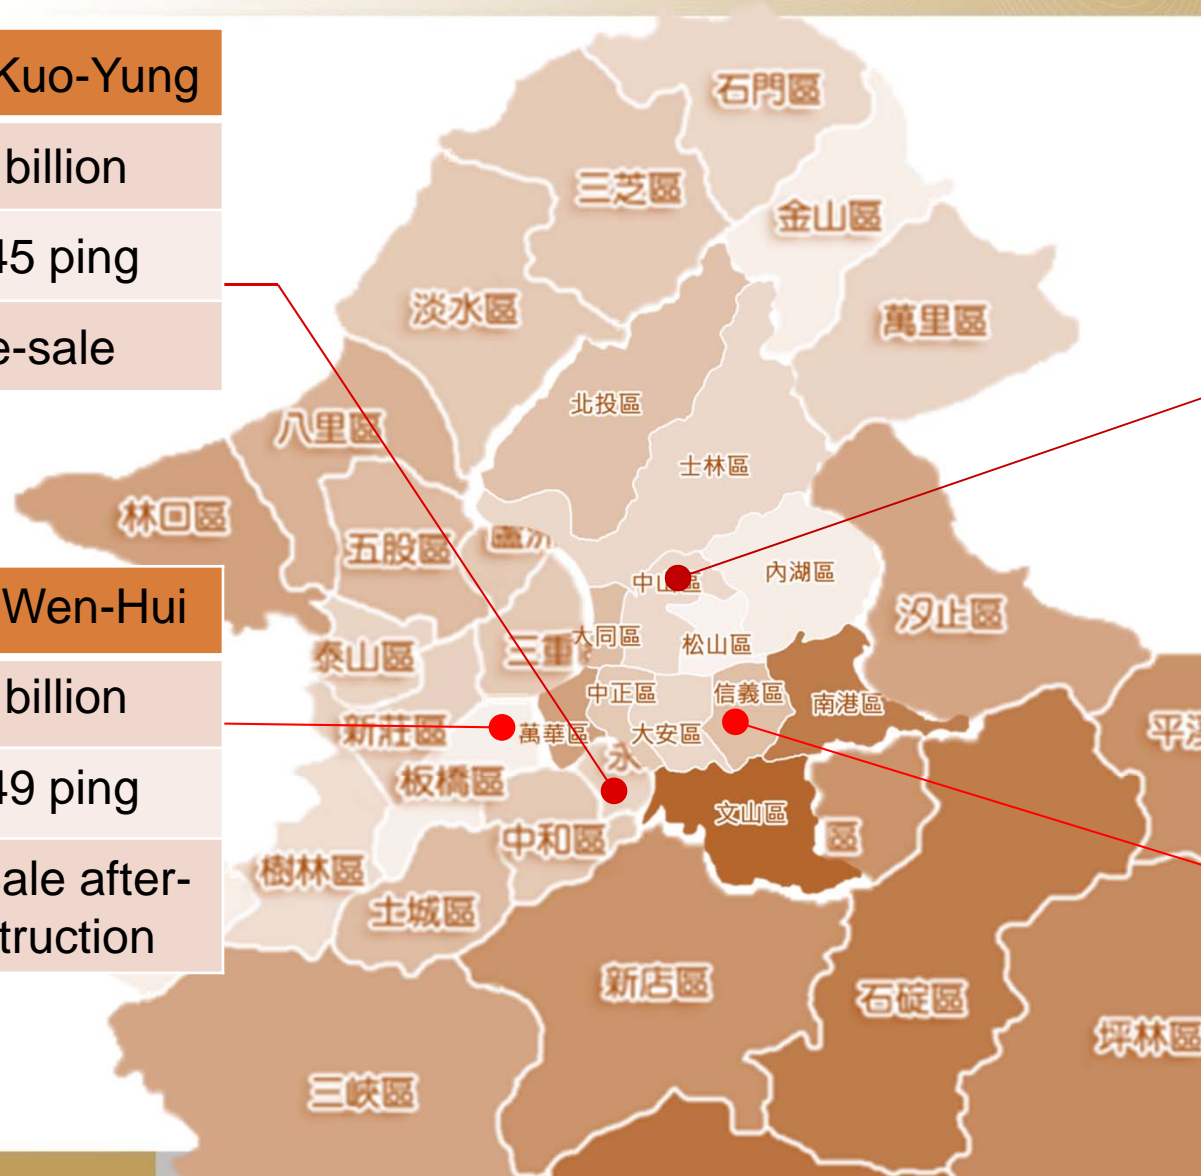 Kuo-Yung
billion
45 ping
e-sale
Wen-Hui
billion
49 ping
ale after-
truction
石門區
三芝區
金山區
淡水區
萬里區
北投區
八里區
士林區
林口區
五股區
內湖區
中山區
汐止區
大同區
松山區
泰山區
三重
中正區
信義區
南港區
新莊區
萬華區
大安區
永
板橋區
文山區
中和區
區
樹林區
土城區
新店區
石碇區
坪林區
三峽區